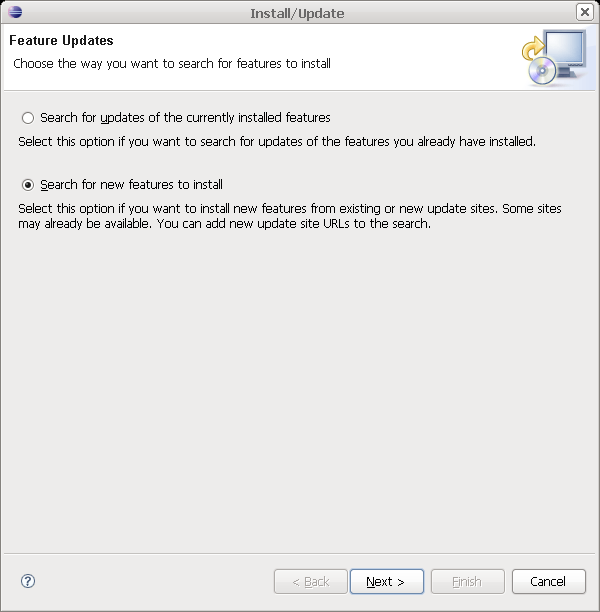 Install/Update
Feature Updates
Choose the way you want to search for features to install
Search for updates of the currently installed features
Select this option if you want to search for updates of the features you already have installed.
Search for new features to install
Select this option if you want to install new features from existing or new update sites. Some sites
may already be available. You can add new update site URLs to the search.
? < Back Next > Finish Cancel